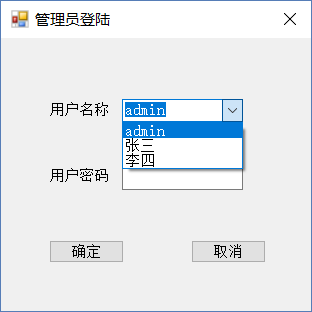 管理员登陆
用户名称 admin
admin
张三
李四
用户密码
确定 取消